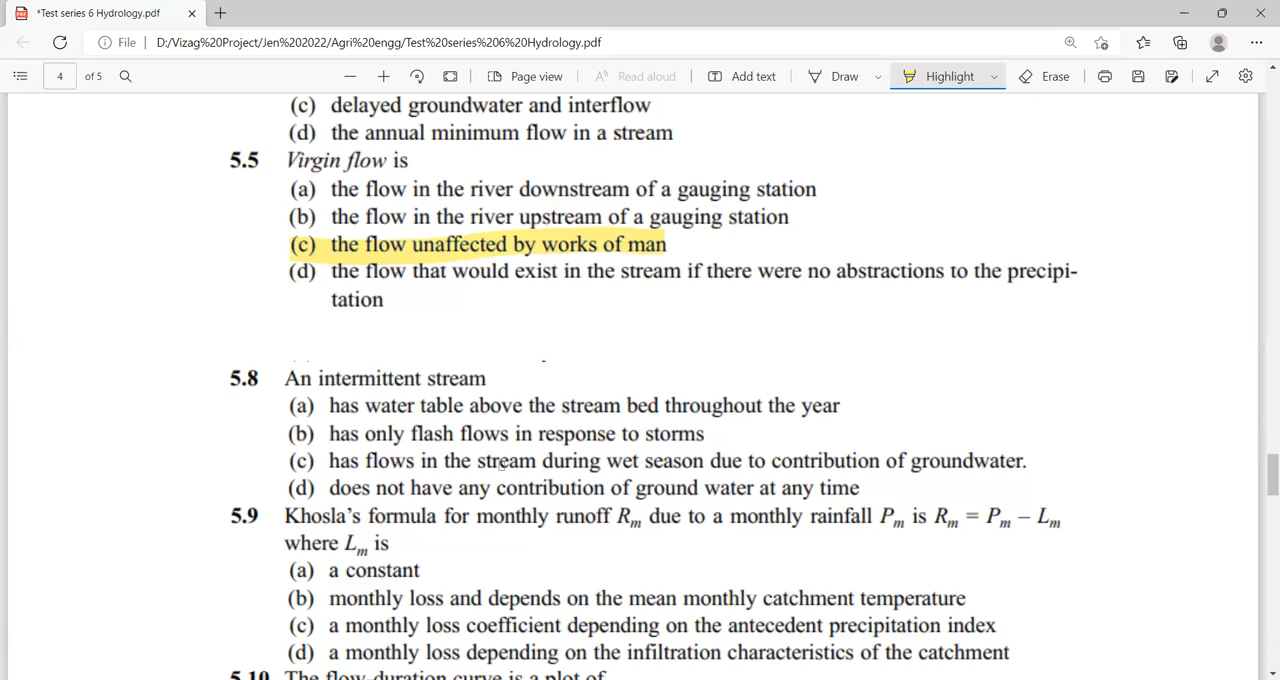 *Test series 6 Hydrology.pdf
File | D:/Vizag%20Project/Jen%202022/Agri%20engg/Test%20series%206%20Hydrology.pdf
4 of 5 Page view Read aloud Add text Draw Highlight Erase
(c) delayed groundwater and interflow
(d) the annual minimum flow in a stream
5.5 Virgin flow is
(a) the flow in the river downstream of a gauging station
(b) the flow in the river upstream of a gauging station
(c) the flow unaffected by works of man
(d) the flow that would exist in the stream if there were no abstractions to the precipi-
tation
5.8 An intermittent stream
(a) has water table above the stream bed throughout the year
(b) has only flash flows in response to storms
(c) has flows in the stream during wet season due to contribution of groundwater.
(d) does not have any contribution of ground water at any time
5.9 Khosla's formula for monthly runoff Rm due to a monthly rainfall Pm is Rm = Pm – Lm
where Lm is
(a) a constant
(b) monthly loss and depends on the mean monthly catchment temperature
(c) a monthly loss coefficient depending on the antecedent precipitation index
(d) a monthly loss depending on the infiltration characteristics of the catchment
5.10 The flow-duration curve is a plot of